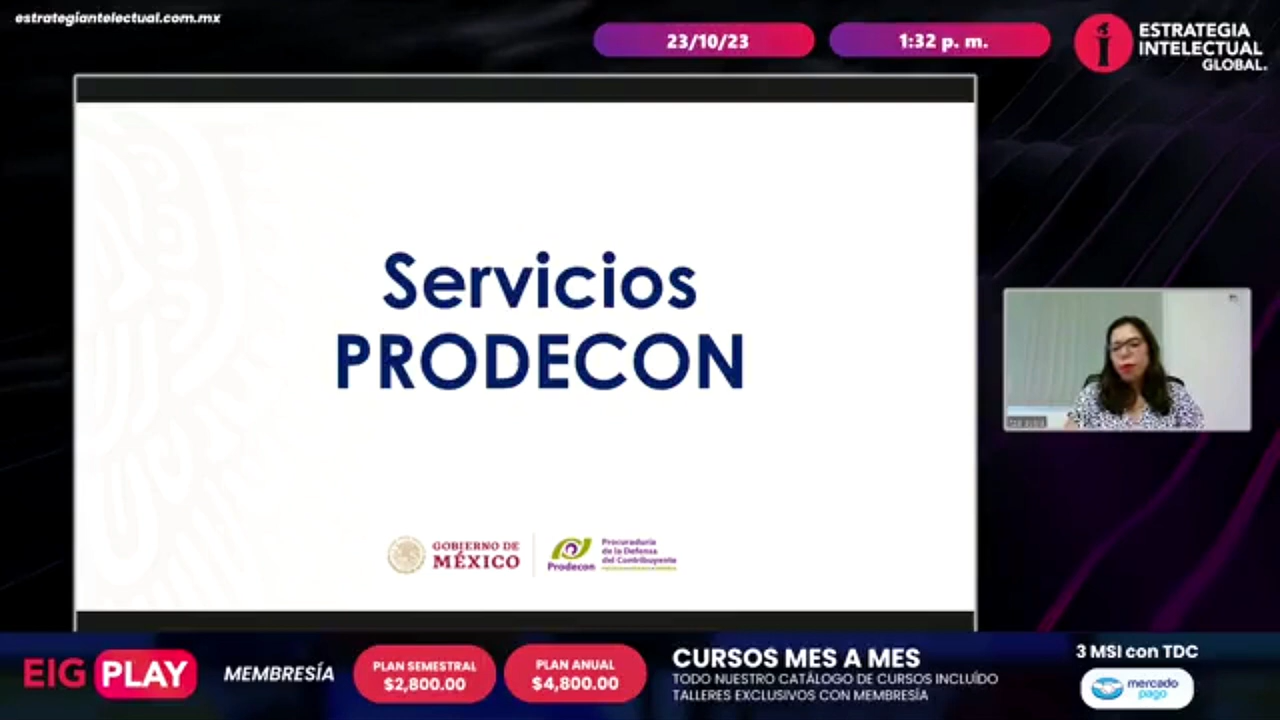 estrategiantelectual.com.mx
23/10/23
1:32 p. m.
ESTRATEGIA
INTELECTUAL
GLOBAL.
Servicios
PRODECON
GOBIERNO DE
MÉXICO
Prodecon
Procuraduría
de la Defensa
del Contribuyente
EIG PLAY
MEMBRESÍA
PLAN SEMESTRAL
$2,800.00
PLAN ANUAL
$4,800.00
CURSOS MES A MES
TODO NUESTRO CATÁLOGO DE CURSOS INCLUÍDO
TALLERES EXCLUSIVOS CON MEMBRESÍA
3 MSI con TDC
mercado
pago